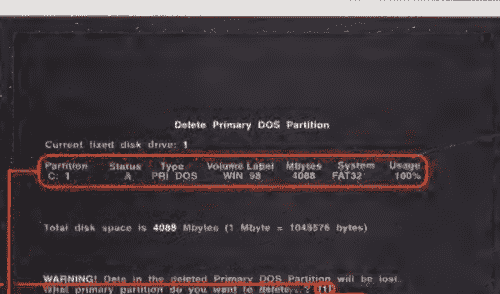 Delete Primary DOS Partition
Current fixed disk drive: 1
Partition Status Type Volume Label Mbytes System Usage
C: 1 A PRI DOS WIN 98 4088 FAT32 100%
Total disk space is 4088 Mbytes (1 Mbyte = 1048576 bytes)
WARNING! Data in the deleted Primary DOS Partition will be lost.
What primary partition do you want to delete..? [1]